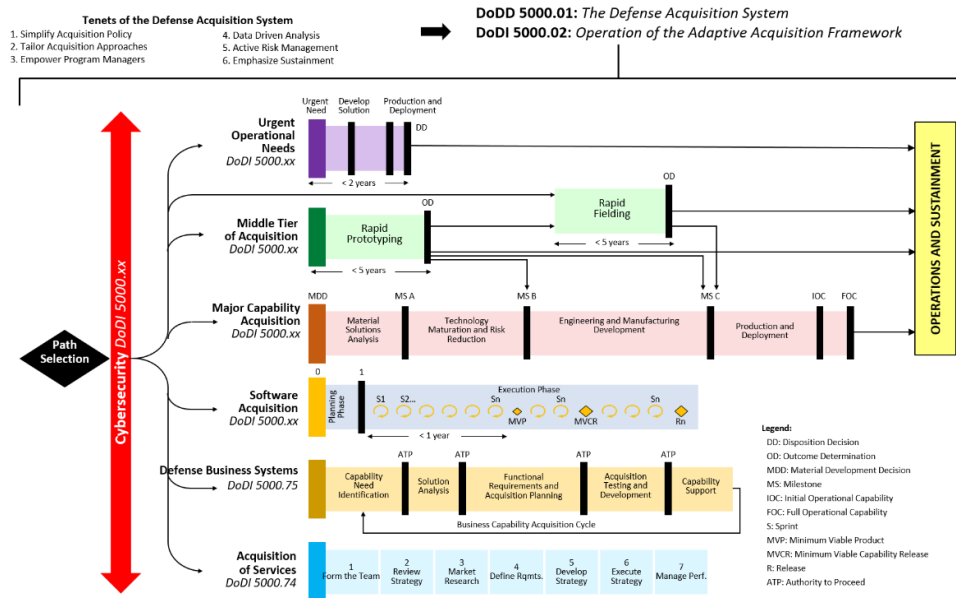 Tenets of the Defense Acquisition System
1. Simplify Acquisition Policy
2. Tailor Acquisition Approaches
3. Empower Program Managers
4. Data Driven Analysis
5. Active Risk Management
6. Emphasize Sustainment
DoDD 5000.01: The Defense Acquisition System
DoDI 5000.02: Operation of the Adaptive Acquisition Framework
Path
Selection
Cybersecurity DoDI 5000.xx
Urgent
Operational
Needs
DoDI 5000.xx
Urgent
Need
Develop
Solution
Production and
Deployment
DD
< 2 years
Middle Tier
of Acquisition
DoDI 5000.xx
Rapid
Prototyping
OD
< 5 years
Rapid
Fielding
OD
< 5 years
Major Capability
Acquisition
DoDI 5000.xx
MDD
Material
Solutions
Analysis
MS A
Technology
Maturation and Risk
Reduction
MS B
Engineering and Manufacturing
Development
MS C
Production and
Deployment
IOC
FOC
OPERATIONS AND SUSTAINMENT
Software
Acquisition
DoDI 5000.xx
0
Planning
Phase
1
Execution Phase
S1
S2...
Sn
Sn
Sn
MVP
MVCR
Rn
< 1 year
Defense Business Systems
DoDI 5000.75
Capability
Need
Identification
ATP
Solution
Analysis
ATP
Functional
Requirements and
Acquisition Planning
ATP
Acquisition
Testing and
Development
ATP
Capability
Support
Business Capability Acquisition Cycle
Acquisition
of Services
DoDI 5000.74
1
Form the Team
2
Review
Strategy
3
Market
Research
4
Define Rqmts.
5
Develop
Strategy
6
Execute
Strategy
7
Manage Perf.
Legend:
DD: Disposition Decision
OD: Outcome Determination
MDD: Material Development Decision
MS: Milestone
IOC: Initial Operational Capability
FOC: Full Operational Capability
S: Sprint
MVP: Minimum Viable Product
MVCR: Minimum Viable Capability Release
R: Release
ATP: Authority to Proceed